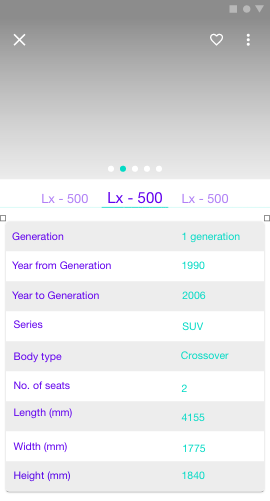 Lx - 500 Lx - 500 Lx - 500
Generation 1 generation
Year from Generation 1990
Year to Generation 2006
Series SUV
Body type Crossover
No. of seats 2
Length (mm) 4155
Width (mm) 1775
Height (mm) 1840